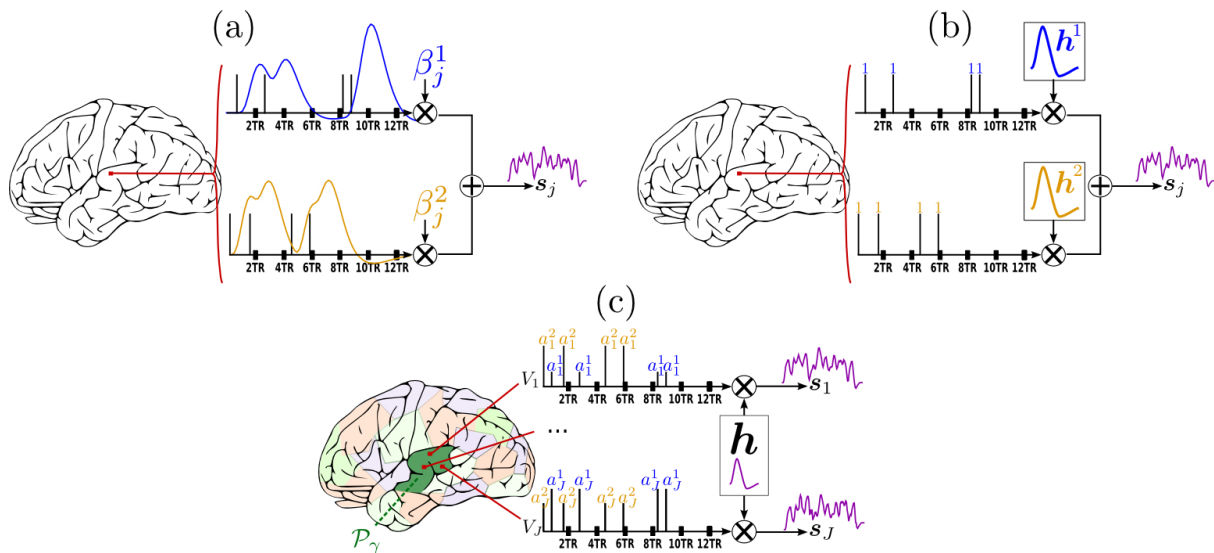 (a)
β_j^1
2TR 4TR 6TR 8TR 10TR 12TR
s_j
β_j^2
2TR 4TR 6TR 8TR 10TR 12TR
(b)
h^1
1 1 1 1
2TR 4TR 6TR 8TR 10TR 12TR
s_j
h^2
1 1 1 1
2TR 4TR 6TR 8TR 10TR 12TR
(c)
a_1^2 a_1^2 a_1^2 a_1^2
a_1^1 a_1^1 a_1^1 a_1^1
V_1
2TR 4TR 6TR 8TR 10TR 12TR
s_1
...
h
a_J^1 a_J^1 a_J^1 a_J^1
a_J^2 a_J^2 a_J^2 a_J^2
V_J
2TR 4TR 6TR 8TR 10TR 12TR
s_J
P_γ